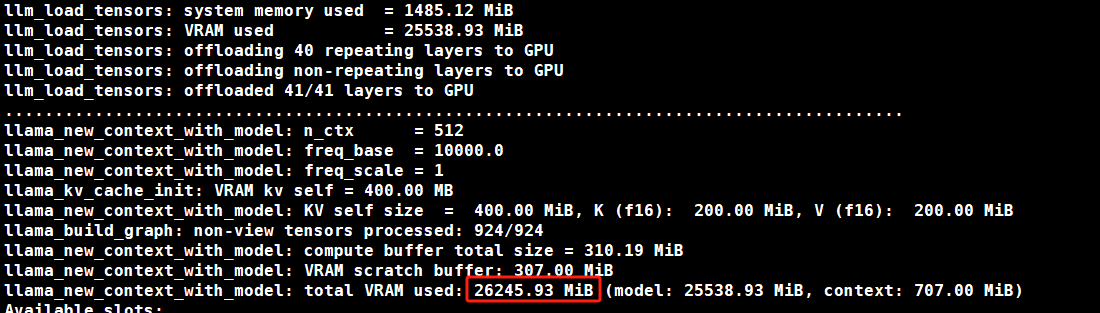 llm_load_tensors: system memory used  = 1485.12 MiB
llm_load_tensors: VRAM used           = 25538.93 MiB
llm_load_tensors: offloading 40 repeating layers to GPU
llm_load_tensors: offloading non-repeating layers to GPU
llm_load_tensors: offloaded 41/41 layers to GPU
..........................................................................................
llama_new_context_with_model: n_ctx      = 512
llama_new_context_with_model: freq_base  = 10000.0
llama_new_context_with_model: freq_scale = 1
llama_kv_cache_init: VRAM kv self = 400.00 MB
llama_new_context_with_model: KV self size  =  400.00 MiB, K (f16):  200.00 MiB, V (f16):  200.00 MiB
llama_build_graph: non-view tensors processed: 924/924
llama_new_context_with_model: compute buffer total size = 310.19 MiB
llama_new_context_with_model: VRAM scratch buffer: 307.00 MiB
llama_new_context_with_model: total VRAM used: 26245.93 MiB (model: 25538.93 MiB, context: 707.00 MiB)
Available slots: